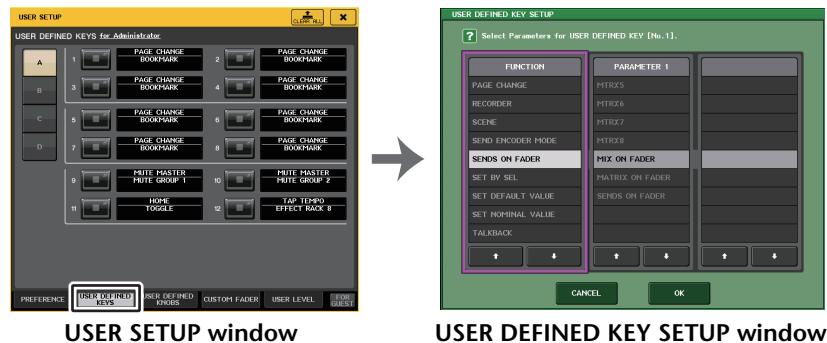 USER SETUP
CLEAR ALL
USER DEFINED KEYS for Administrator
A
B
C
D
1 PAGE CHANGE BOOKMARK
2 PAGE CHANGE BOOKMARK
3 PAGE CHANGE BOOKMARK
4 PAGE CHANGE BOOKMARK
5 PAGE CHANGE BOOKMARK
6 PAGE CHANGE BOOKMARK
7 PAGE CHANGE BOOKMARK
8 PAGE CHANGE BOOKMARK
9 MUTE MASTER MUTE GROUP 1
10 MUTE MASTER MUTE GROUP 2
11 HOME TOGGLE
12 TAP TEMPO EFFECT RACK 8
PREFERENCE
USER DEFINED KEYS
USER DEFINED KNOBS
CUSTOM FADER
USER LEVEL
FOR GUEST
USER SETUP window
USER DEFINED KEY SETUP
? Select Parameters for USER DEFINED KEY [No.1].
FUNCTION
PAGE CHANGE
RECORDER
SCENE
SEND ENCODER MODE
SENDS ON FADER
SET BY SEL
SET DEFAULT VALUE
SET NOMINAL VALUE
TALKBACK
PARAMETER 1
MTRX5
MTRX6
MTRX7
MTRX8
MIX ON FADER
MATRIX ON FADER
SENDS ON FADER
CANCEL
OK
USER DEFINED KEY SETUP window